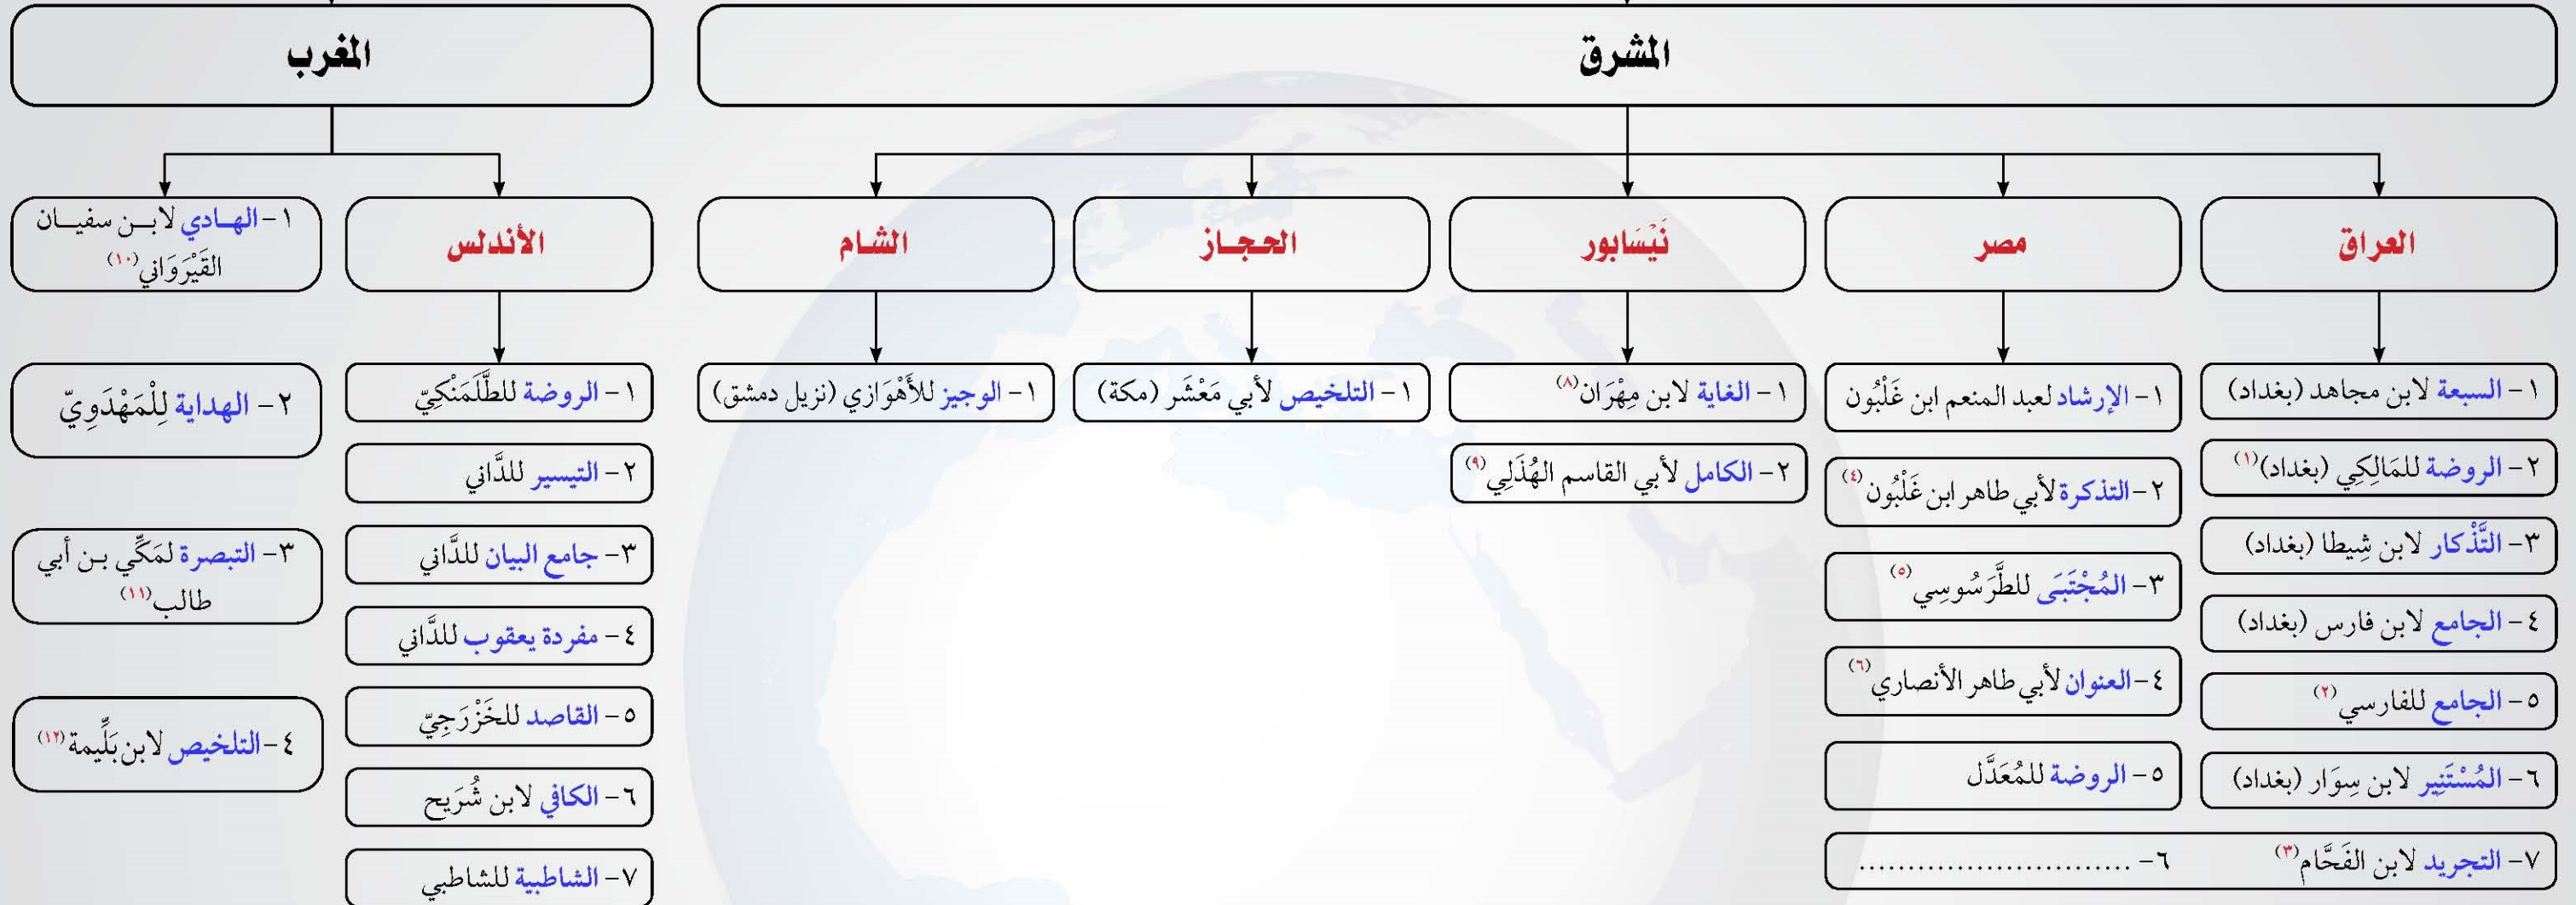 المشرق
المغرب
العراق
مصر
نَيْسَابور
الحجاز
الشام
الأندلس
١- الهادي لابن سفيان
القَيْرَوَاني(١٠)
١- السبعة لابن مجاهد (بغداد)
٢- الروضة للمَالِكِي (بغداد)(١)
٣- التَّذْكار لابن شِيطا (بغداد)
٤- الجامع لابن فارس (بغداد)
٥- الجامع للفارسي(٢)
٦- المُسْتَنِير لابن سِوَار (بغداد)
٧- التجريد لابن الفَحَّام(٣)
١- الإرشاد لعبد المنعم ابن غَلْبُون
٢- التذكرة لأبي طاهر ابن غَلْبُون(٤)
٣- المُجْتَبَى للطَّرَسُوسِي(٥)
٤- العنوان لأبي طاهر الأنصاري(٦)
٥- الروضة للمُعَدَّل
٦- ............................
١- الغاية لابن مِهْرَان(٨)
٢- الكامل لأبي القاسم الهُذَلِي(٩)
١- التلخيص لأبي مَعْشَر (مكة)
١- الوجيز للأَهْوَازي (نزيل دمشق)
١- الروضة للطَّلَمَنْكِيّ
٢- التيسير للدَّاني
٣- جامع البيان للدَّاني
٤- مفردة يعقوب للدَّاني
٥- القاصد للخَزْرَجِيّ
٦- الكافي لابن شُرَيح
٧- الشاطبية للشاطبي
٢- الهداية لِلْمَهْدَوِيّ
٣- التبصرة لمَكِّي بن أبي
طالب(١١)
٤- التلخيص لابن بَلِّيمة(١٢)